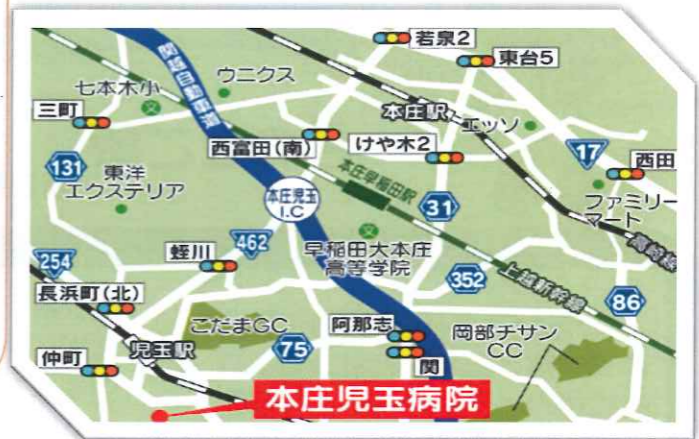 若泉2
東台5
関越自動車道
ウニクス
七本木小
文
三町
本庄駅
エッソ
西富田(南)
けや木2
17
西田
131
東洋
エクステリア
本庄早稲田駅
ファミリー
マート
本庄児玉
I.C
31
高崎線
254
蛭川
462
早稲田大本庄
高等学院
文
352
上越新幹線
86
長浜町(北)
こだまGC
阿那志
岡部チサン
CC
仲町
児玉駅
75
関
本庄児玉病院